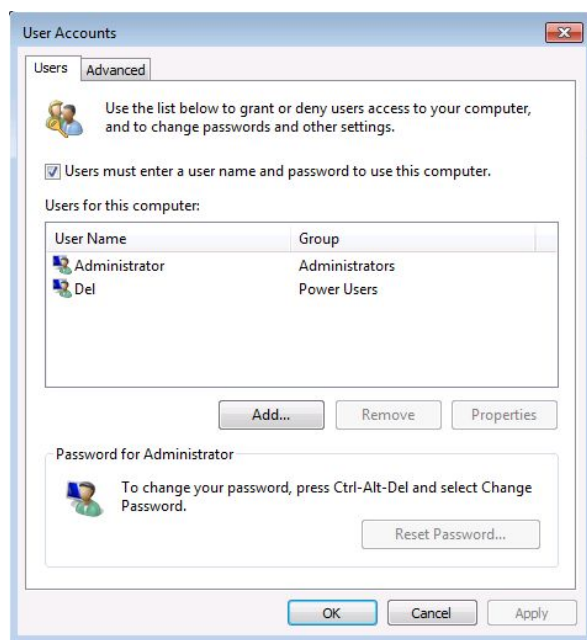 User Accounts
Users Advanced
Use the list below to grant or deny users access to your computer,
and to change passwords and other settings.
Users must enter a user name and password to use this computer.
Users for this computer:
User Name Group
Administrator Administrators
Del Power Users
Add... Remove Properties
Password for Administrator
To change your password, press Ctrl-Alt-Del and select Change
Password.
Reset Password...
OK Cancel Apply